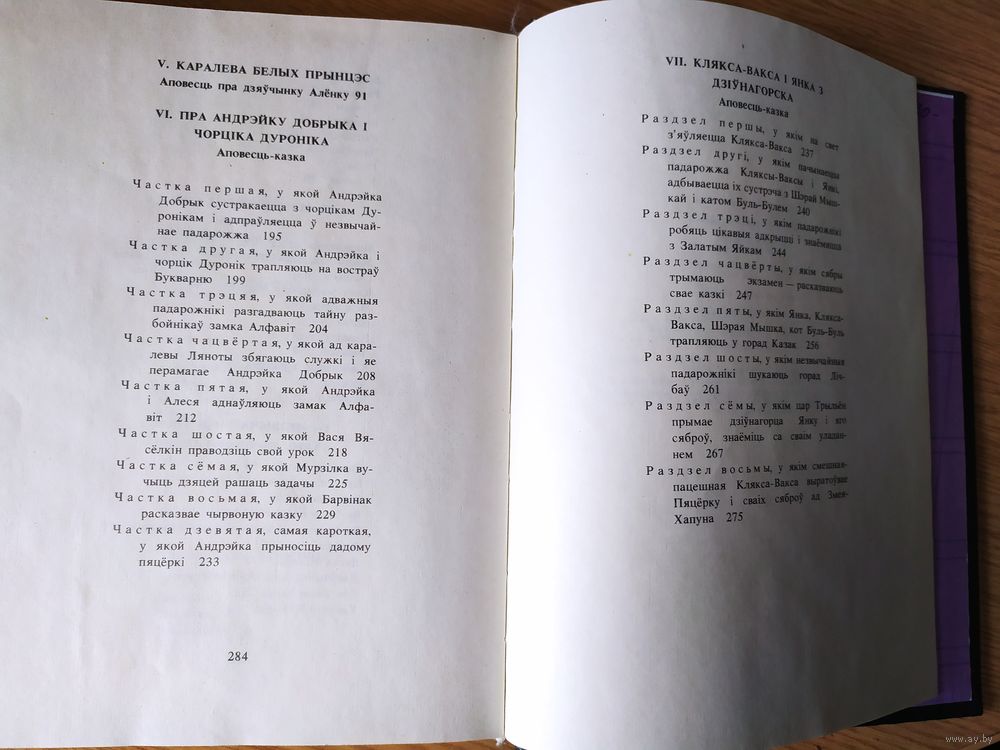 V. КАРАЛЕВА БЕЛЫХ ПРЫНЦЭС
Аповесць пра дзяўчынку Алёнку 91
VI. ПРА АНДРЭЙКУ ДОБРЫКА І
ЧОРЦІКА ДУРОНІКА
Аповесць-казка
Частка першая, у якой Андрэйка
Добрык сустракаецца з чорцікам Ду-
ронікам і адпраўляецца ў незвычай-
нае падарожжа 195
Частка другая, у якой Андрэйка і
чорцік Дуронік трапляюць на востраў
Букварню 199
Частка трэцяя, у якой адважныя
падарожнікі разгадваюць тайну раз-
бойнікаў замка Алфавіт 204
Частка чацвёртая, у якой ад кара-
левы Ляноты збягаюць служкі і яе
перамагае Андрэйка Добрык 208
Частка пятая, у якой Андрэйка
і Алеся аднаўляюць замак Алфа-
віт 212
Частка шостая, у якой Вася Вя-
сёлкін праводзіць свой урок 218
Частка сёмая, у якой Мурзілка ву-
чыць дзяцей рашаць задачы 225
Частка восьмая, у якой Барвінак
расказвае чырвоную казку 229
Частка дзевятая, самая кароткая,
у якой Андрэйка прыносіць дадому
пяцёркі 233
284
VII. КЛЯКСА-ВАКСА І ЯНКА З
ДЗІЎНАГОРСКА
Аповесць-казка
Раздзел першы, у якім на свет
з'яўляецца Клякса-Вакса 237
Раздзел другі, у якім пачынаецца
падарожжа Кляксы-Ваксы і Янкі,
адбываецца іх сустрэча з Шэрай Мыш-
кай і катом Буль-Булем 240
Раздзел трэці, у якім падарожнікі
робяць цікавыя адкрыцці і знаёмяцца
з Залатым Яйкам 244
Раздзел чацвёрты, у якім сябры
трымаюць экзамен — расказваюць
свае казкі 247
Раздзел пяты, у якім Янка, Клякса-
Вакса, Шэрая Мышка, кот Буль-Буль
трапляюць у горад Казак 256
Раздзел шосты, у якім незвычайныя
падарожнікі шукаюць горад Ліч-
баў 261
Раздзел сёмы, у якім цар Трыльён
прымае дзіўнагорца Янку і яго
сяброў, знаёміць са сваім уладан-
нем 267
Раздзел восьмы, у якім смешная-
пацешная Клякса-Вакса выратоўвае
Пяцёрку і сваіх сяброў ад Змея-
Хапуна 275
www.ay.by